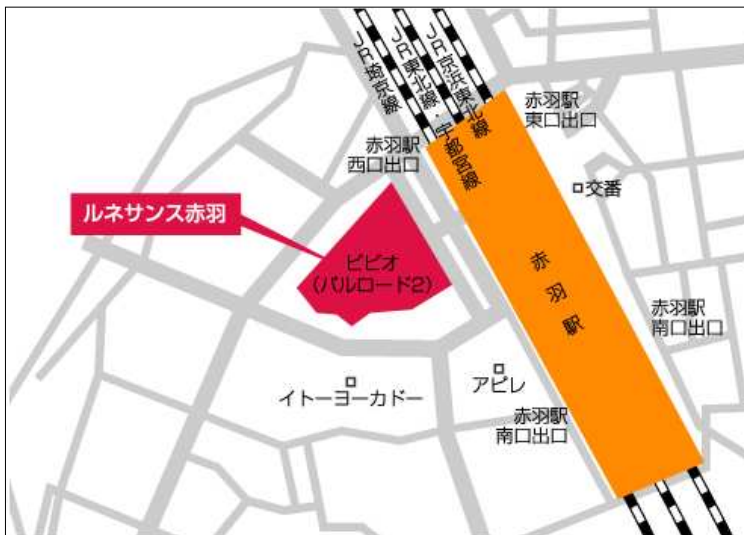 JR埼京線
JR東北線・宇都宮線
JR京浜東北線
赤羽駅
東口出口
赤羽駅
西口出口
交番
ルネサンス赤羽
ビビオ
(パルロード2)
赤羽駅
赤羽駅
南口出口
アピレ
イトーヨーカドー
赤羽駅
南口出口